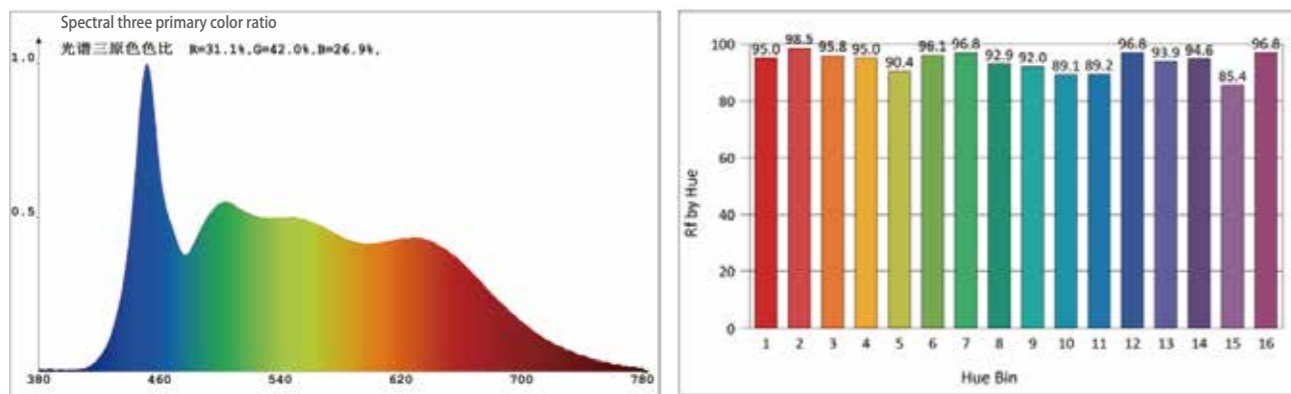 Spectral three primary color ratio
光谱三原色色比 R=31.1%,G=42.0%,B=26.9%,
1.0
0.5
380 460 540 620 700 780
100
80
60
40
20
0
Rf by Hue
95.0 98.5 95.8 95.0 90.4 96.1 96.8 92.9 92.0 89.1 89.2 96.8 93.9 94.6 85.4 96.8
1 2 3 4 5 6 7 8 9 10 11 12 13 14 15 16
Hue Bin